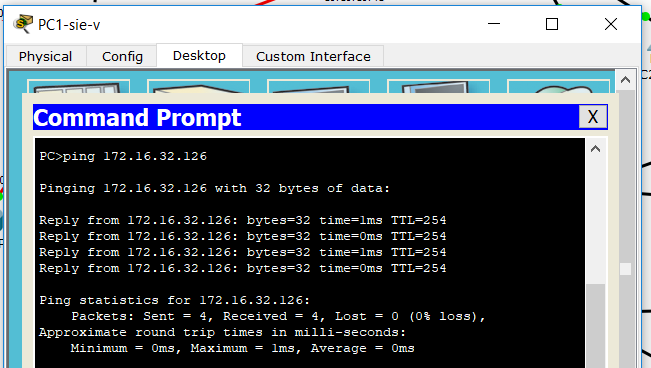 PC1-sie-v
Physical Config Desktop Custom Interface
Command Prompt X
PC>ping 172.16.32.126
Pinging 172.16.32.126 with 32 bytes of data:
Reply from 172.16.32.126: bytes=32 time=1ms TTL=254
Reply from 172.16.32.126: bytes=32 time=0ms TTL=254
Reply from 172.16.32.126: bytes=32 time=1ms TTL=254
Reply from 172.16.32.126: bytes=32 time=0ms TTL=254
Ping statistics for 172.16.32.126:
Packets: Sent = 4, Received = 4, Lost = 0 (0% loss),
Approximate round trip times in milli-seconds:
Minimum = 0ms, Maximum = 1ms, Average = 0ms